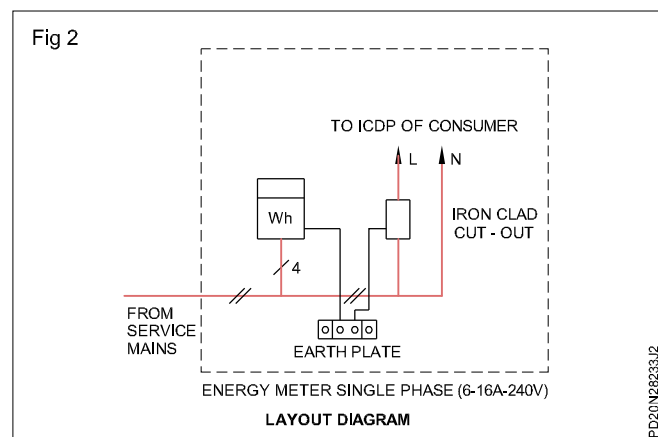 Fig 2
TO ICDP OF CONSUMER
L
N
Wh
IRON CLAD
CUT - OUT
4
FROM
SERVICE
MAINS
EARTH PLATE
ENERGY METER SINGLE PHASE (6-16A-240V)
LAYOUT DIAGRAM
PD20N28233J2